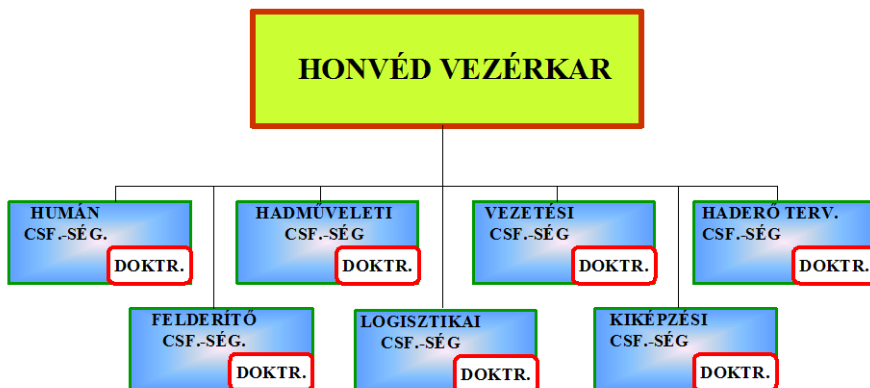 HONVÉD VEZÉRKAR
HUMÁN
CSF.-SÉG.
DOKTR.
HADMŰVELETI
CSF.-SÉG
DOKTR.
VEZETÉSI
CSF.-SÉG
DOKTR.
HADERŐ TERV.
CSF.-SÉG
DOKTR.
FELDERÍTŐ
CSF.-SÉG.
DOKTR.
LOGISZTIKAI
CSF.-SÉG
DOKTR.
KIKÉPZÉSI
CSF.-SÉG
DOKTR.